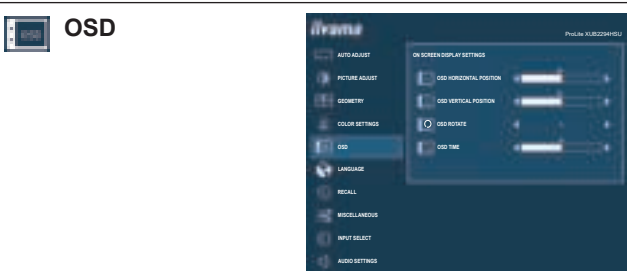 OSD
iiyama
ProLite XUB2294HSU
AUTO ADJUST
PICTURE ADJUST
GEOMETRY
COLOR SETTINGS
OSD
LANGUAGE
RECALL
MISCELLANEOUS
INPUT SELECT
AUDIO SETTINGS
ON SCREEN DISPLAY SETTINGS
OSD HORIZONTAL POSITION
OSD VERTICAL POSITION
OSD ROTATE
OSD TIME